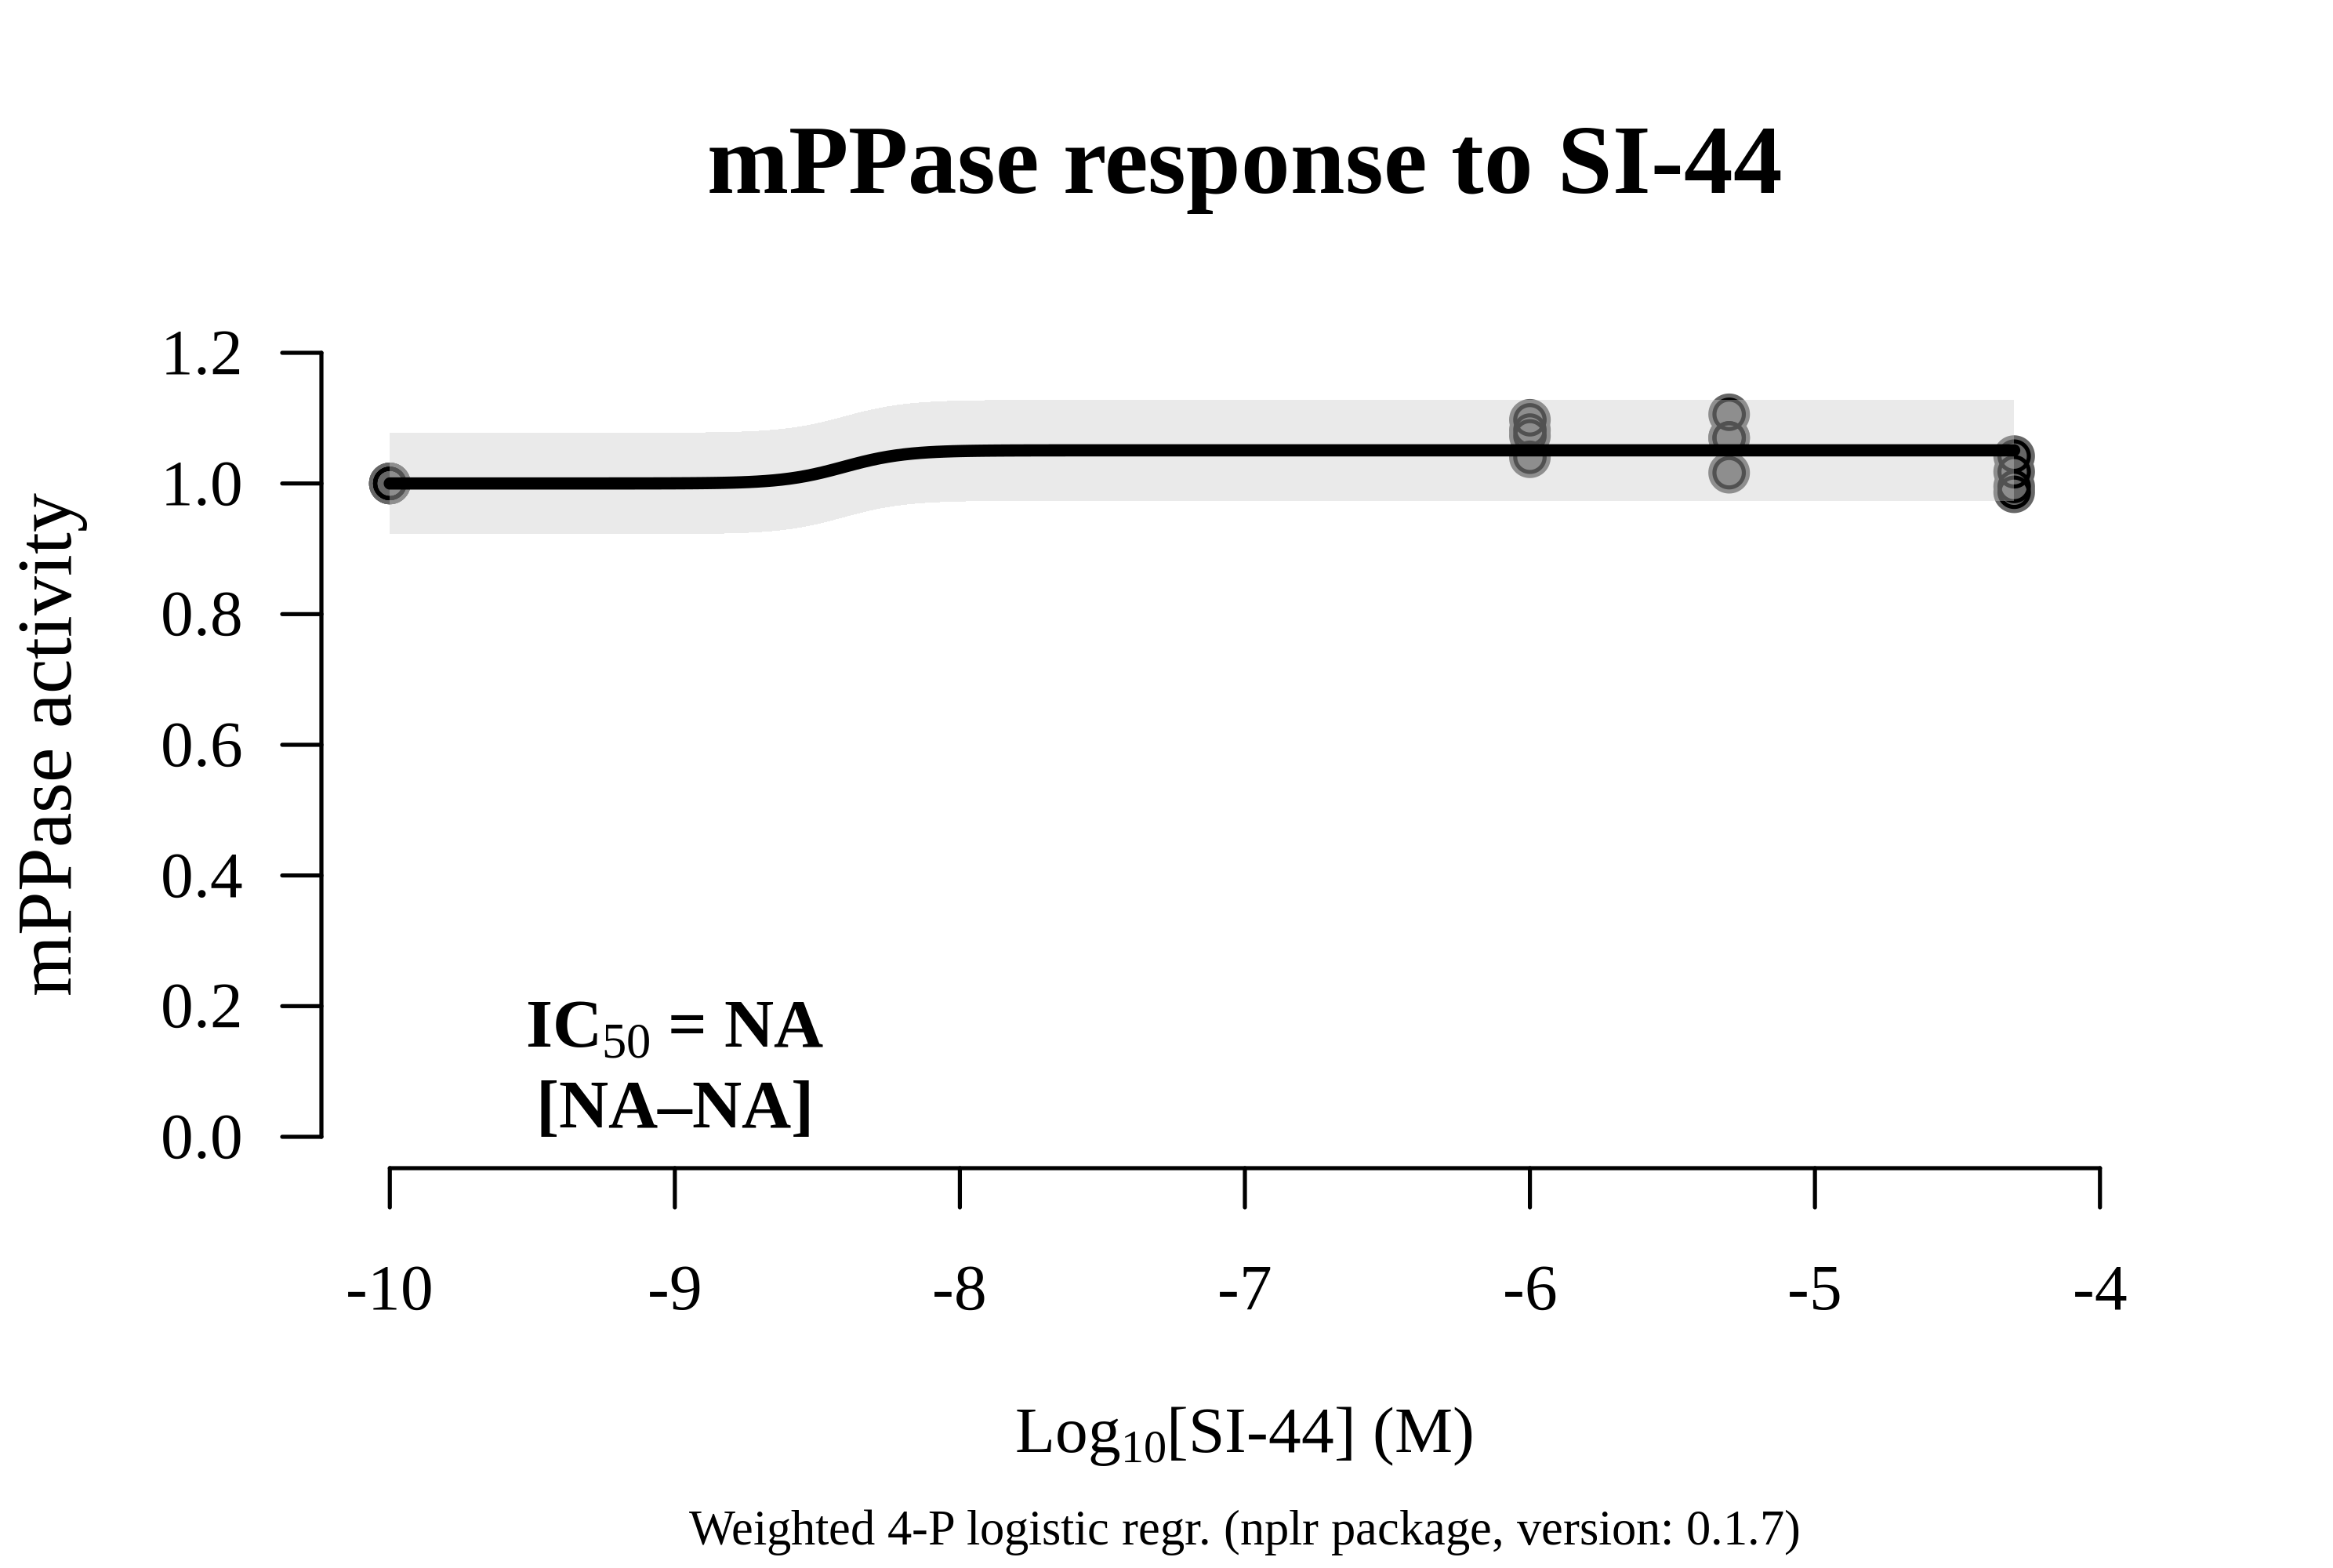 mPPase response to SI-44
1.2
1.0
0.8
0.6
0.4
0.2
0.0
mPPase activity
IC50 = NA
[NA–NA]
-10 -9 -8 -7 -6 -5 -4
Log10[SI-44] (M)
Weighted 4-P logistic regr. (nplr package, version: 0.1.7)